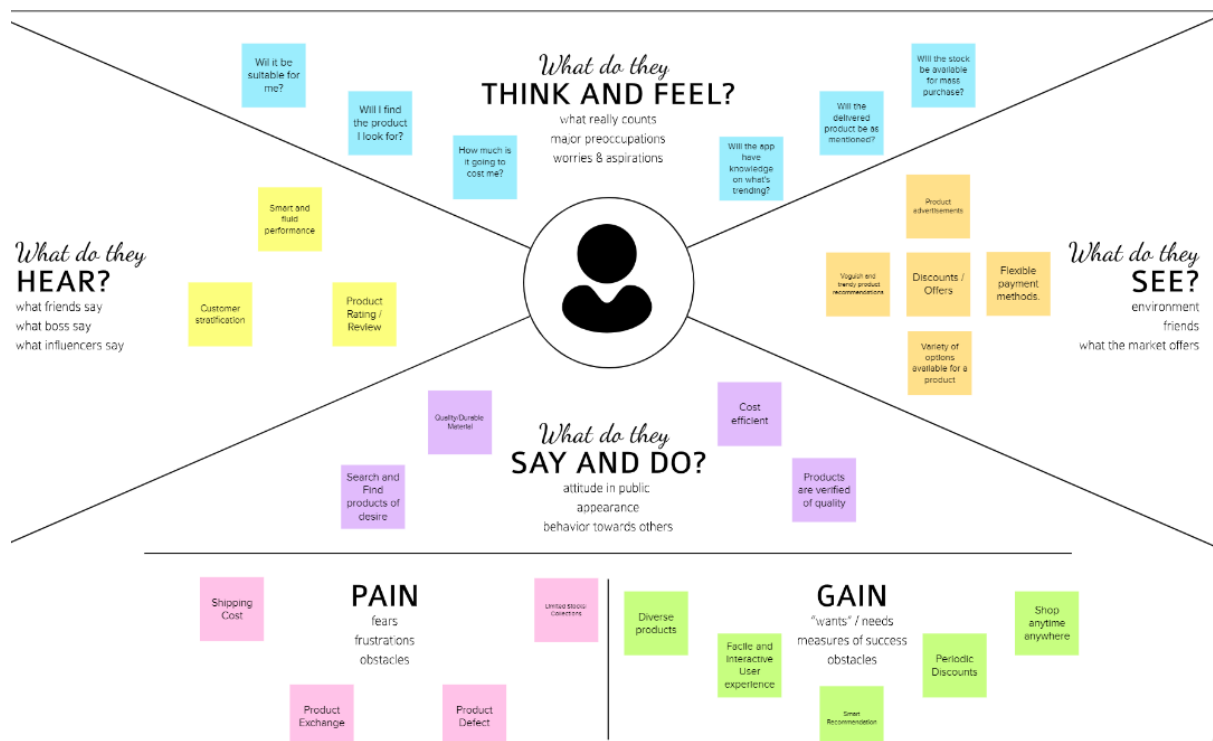 What do they
THINK AND FEEL?
what really counts
major preoccupations
worries & aspirations
Wil it be
suitable for
me?
Will I find
the product
I look for?
How much is
it going to
cost me?
Will the app
have
knowledge
on what's
trending?
Will the
delivered
product be as
mentioned?
Will the stock
be available
for mass
purchase?
What do they
HEAR?
what friends say
what boss say
what influencers say
Smart and
fluid
performance
Customer
stratification
Product
Rating /
Review
What do they
SEE?
environment
friends
what the market offers
Product
advertisements
Voguish and
trendy product
recommendations
Discounts /
Offers
Flexible
payment
methods.
Variety of
options
available for a
product
What do they
SAY AND DO?
attitude in public
appearance
behavior towards others
Quality/Durable
Material
Search and
Find
products of
desire
Cost
efficient
Products
are verified
of quality
PAIN
fears
frustrations
obstacles
Shipping
Cost
Limited Stocks/
Collections
Product
Exchange
Product
Defect
GAIN
"wants" / needs
measures of success
obstacles
Diverse
products
Facile and
Interactive
User
experience
Smart
Recommendation
Periodic
Discounts
Shop
anytime
anywhere